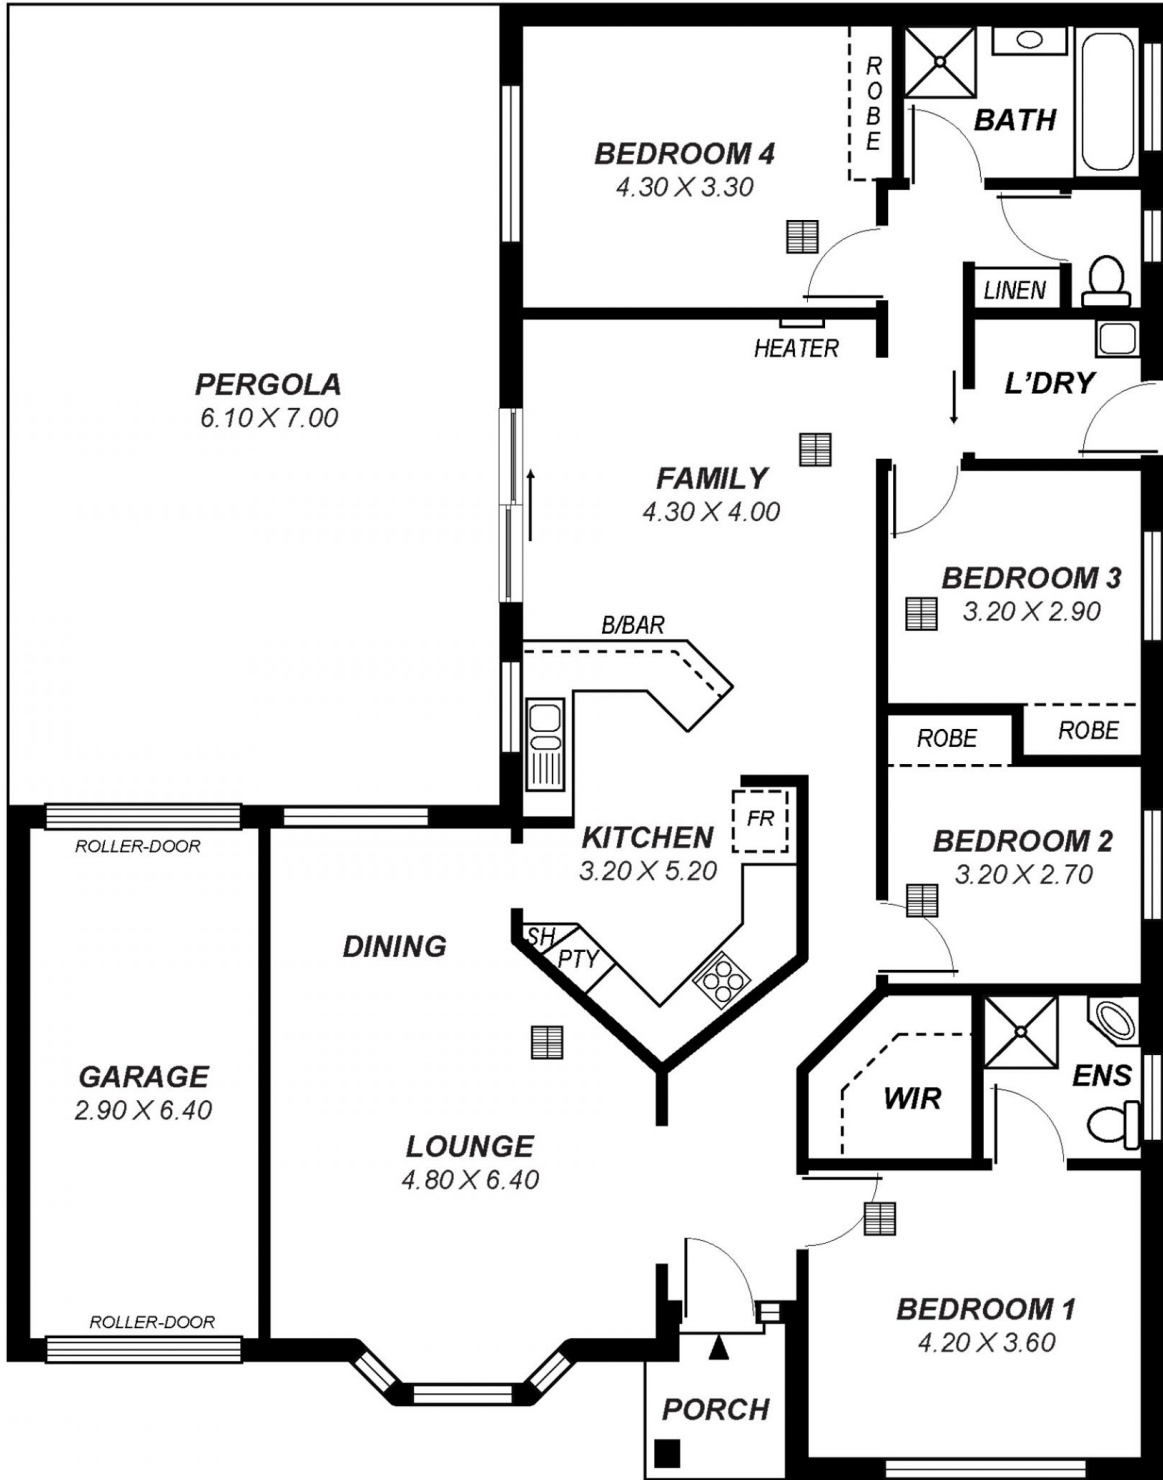 ROBE
BATH
BEDROOM 4
4.30 X 3.30
LINEN
HEATER
L'DRY
PERGOLA
6.10 X 7.00
FAMILY
4.30 X 4.00
BEDROOM 3
3.20 X 2.90
B/BAR
ROBE
ROBE
FR
ROLLER-DOOR
KITCHEN
3.20 X 5.20
BEDROOM 2
3.20 X 2.70
DINING
SH
PTY
GARAGE
2.90 X 6.40
ENS
WIR
LOUNGE
4.80 X 6.40
BEDROOM 1
4.20 X 3.60
ROLLER-DOOR
PORCH